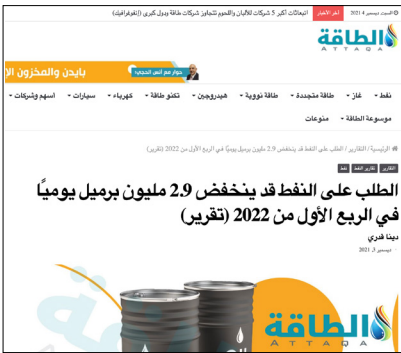 السبت, ديسمبر 4 2021
آخر الأخبار
انبعاثات أكبر 5 شركات للألبان واللحوم تتجاوز شركات طاقة ودول كبرى (إنفوغرافيك)
الطاقة
ATTAQA
حوار مع أنس الحجي:
بايدن والمخزون الإ
نفط
غاز
طاقة متجددة
طاقة نووية
هيدروجين
تكنو طاقة
كهرباء
سيارات
أسهم وشركات
موسوعة الطاقة
منوعات
الرئيسية / التقارير / الطلب على النفط قد ينخفض 2.9 مليون برميل يوميًا في الربع الأول من 2022 (تقرير)
التقارير
تقارير النفط
نفط
الطلب على النفط قد ينخفض 2.9 مليون برميل يوميًا
في الربع الأول من 2022 (تقرير)
دينا قدري
ديسمبر 3, 2021
الطاقة
ATTAQA